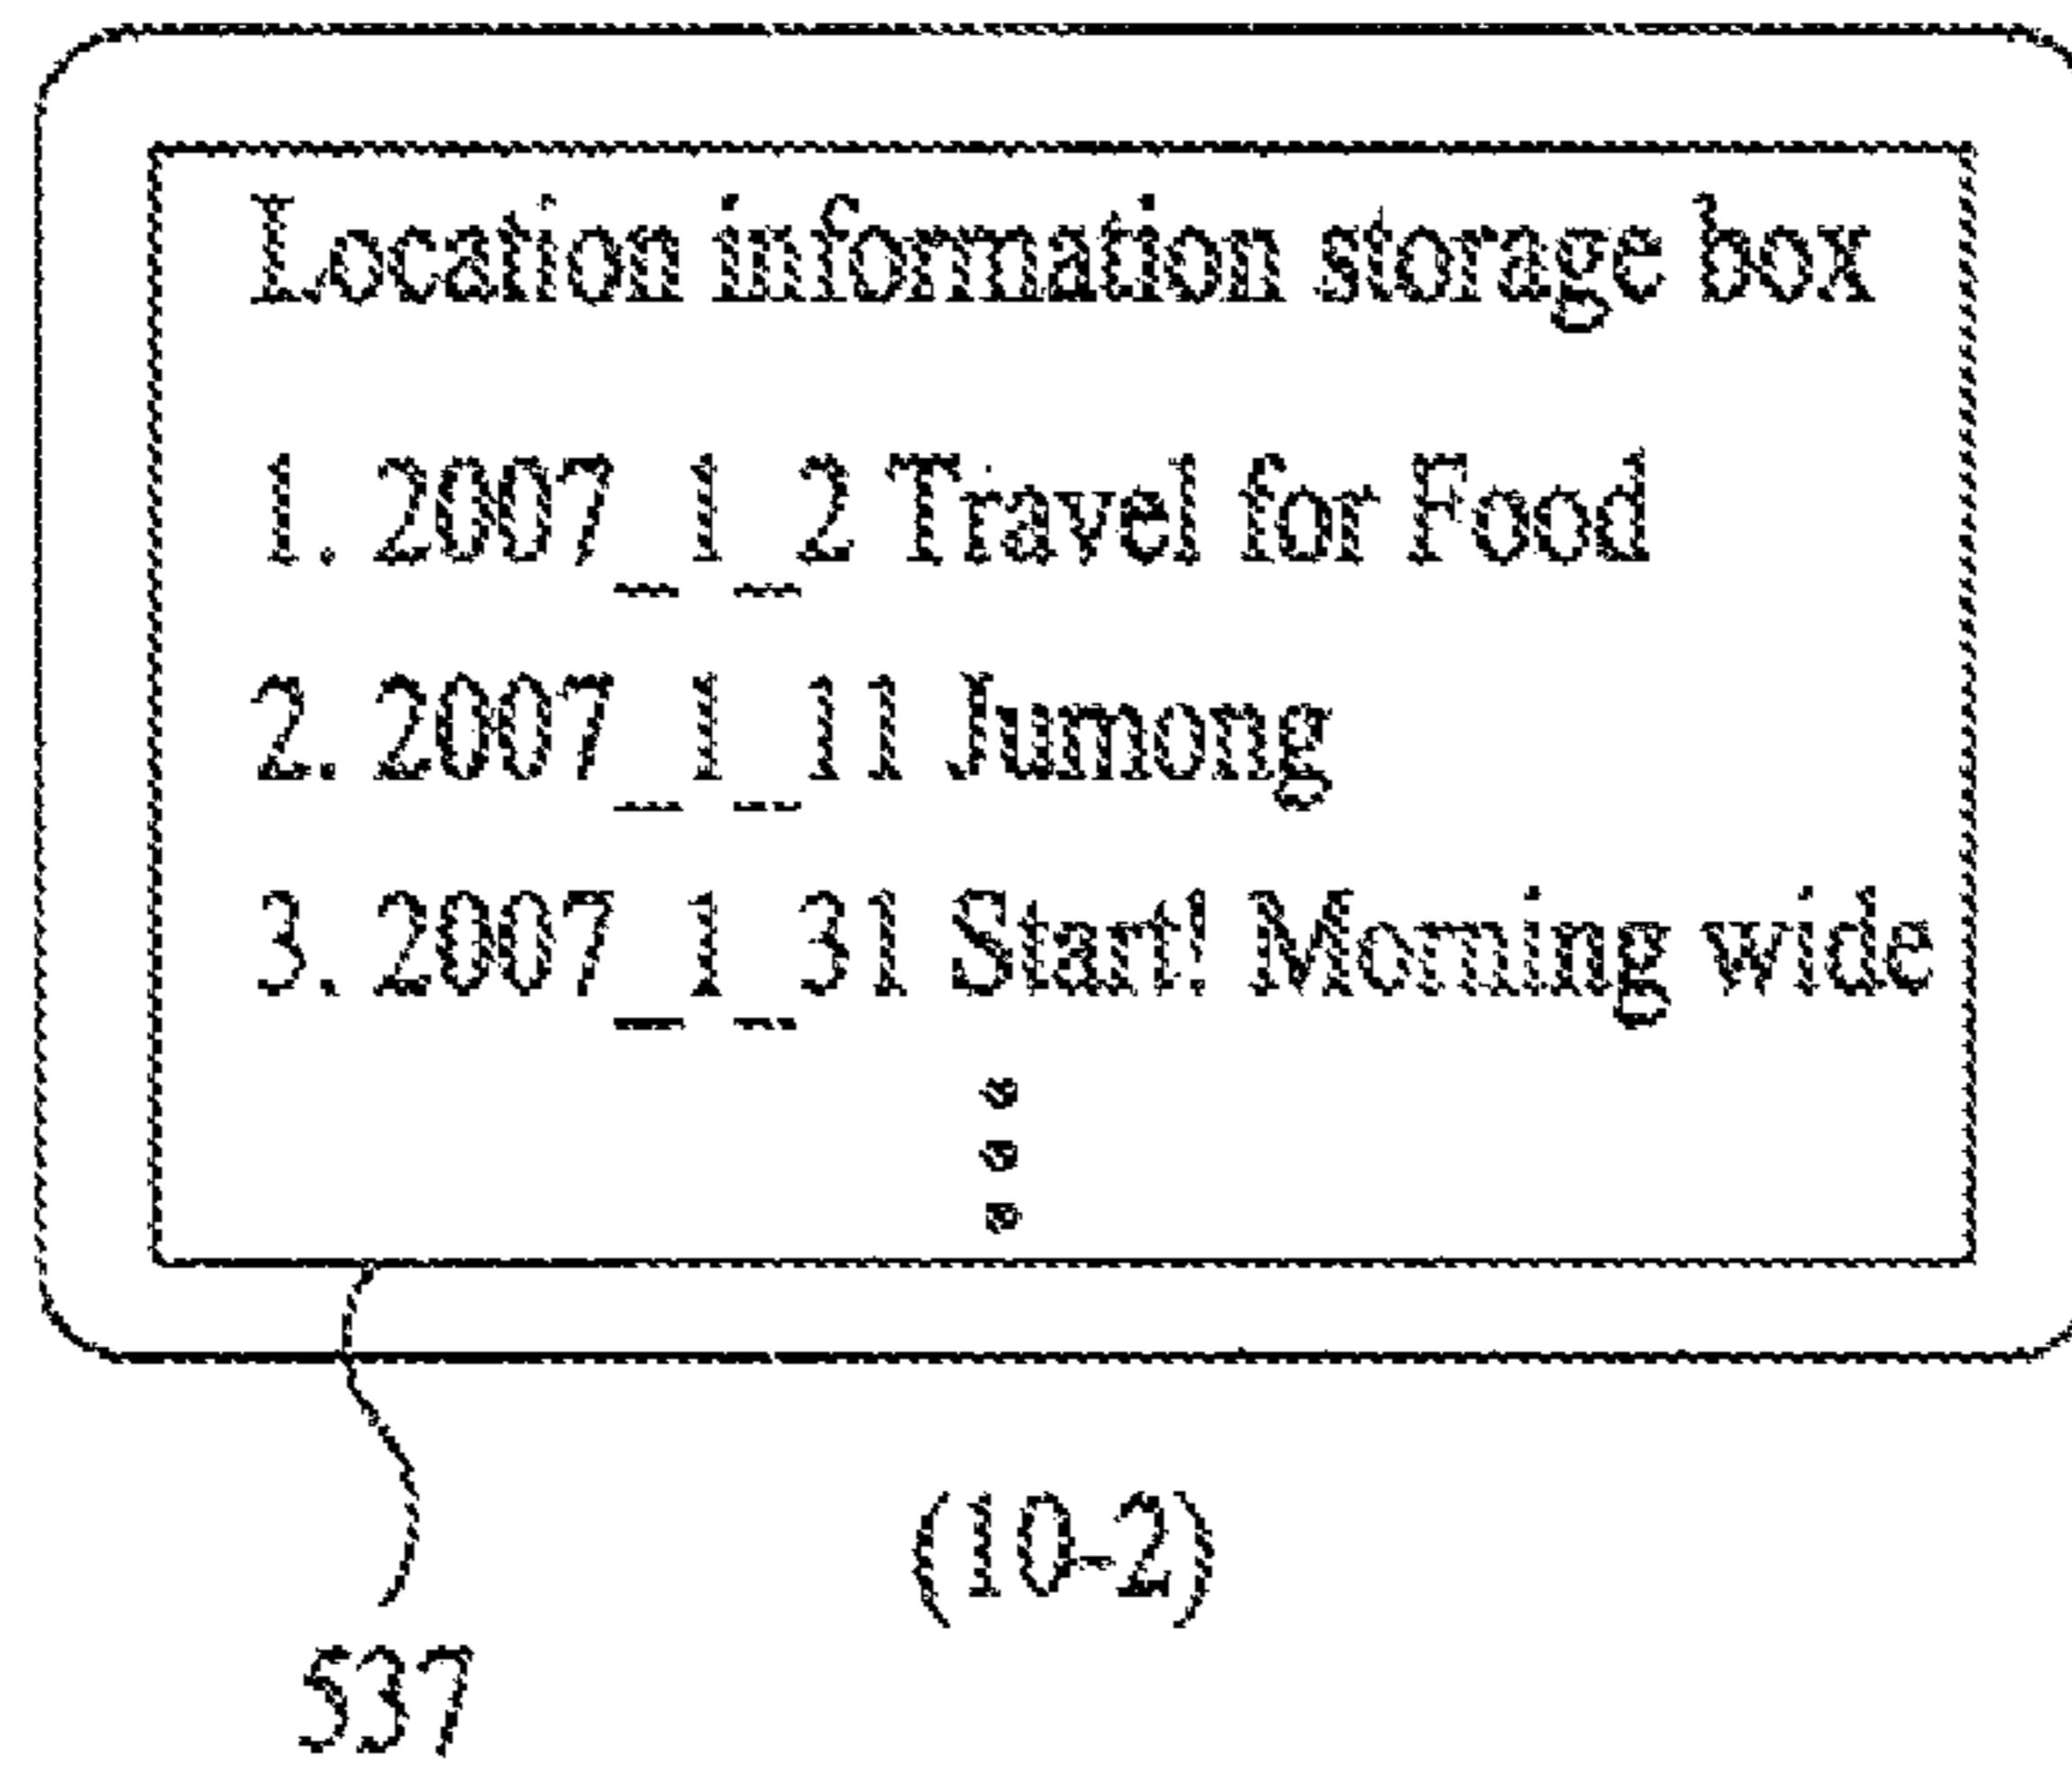 Location information storage box
1. 2007_1_2 Travel for Food
2. 2007_1_11 Jumong
3. 2007_1_31 Start! Morning wide
(10-2)
537